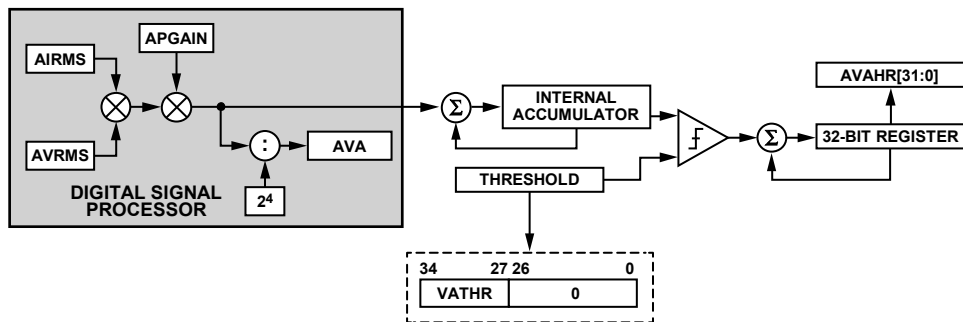 APGAIN
AIRMS
AVRMS
:
AVA
2⁴
DIGITAL SIGNAL
PROCESSOR
Σ
INTERNAL
ACCUMULATOR
THRESHOLD
34 27 26 0
VATHR 0
Σ
AVAHR[31:0]
32-BIT REGISTER